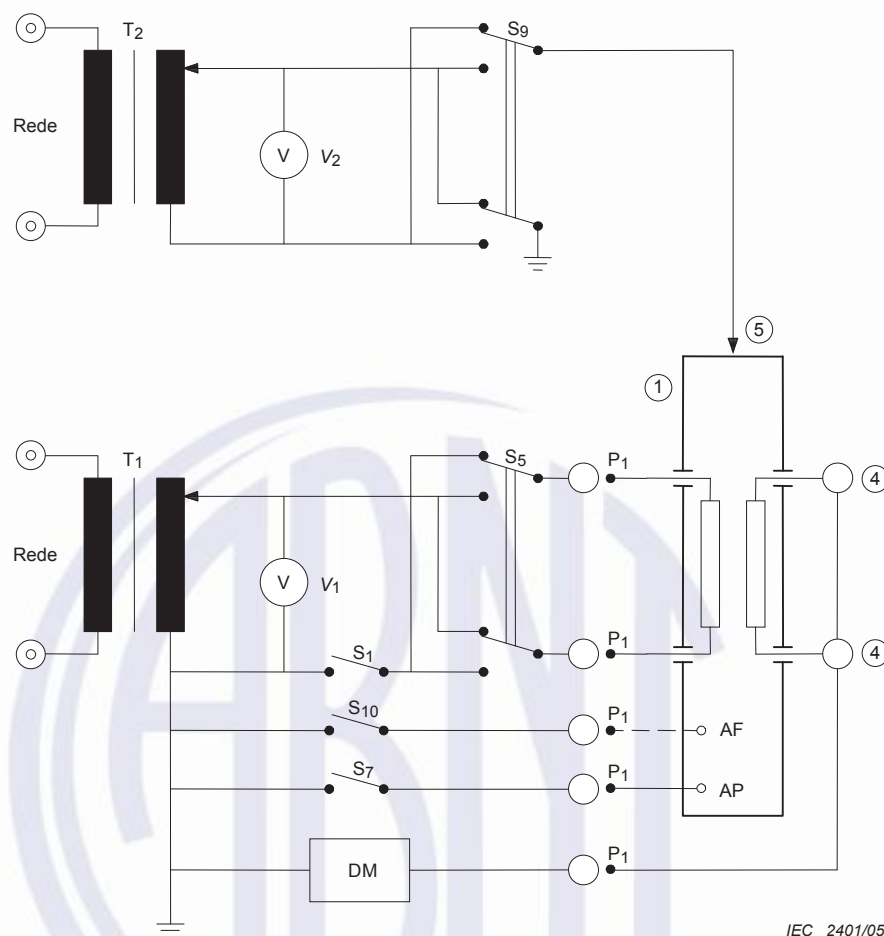 T2
S9
Rede
V
V2
5
1
T1
S5
P1
4
Rede
V
V1
P1
4
S1
S10
P1
AF
S7
P1
AP
DM
P1
ABNT
IEC 2401/05